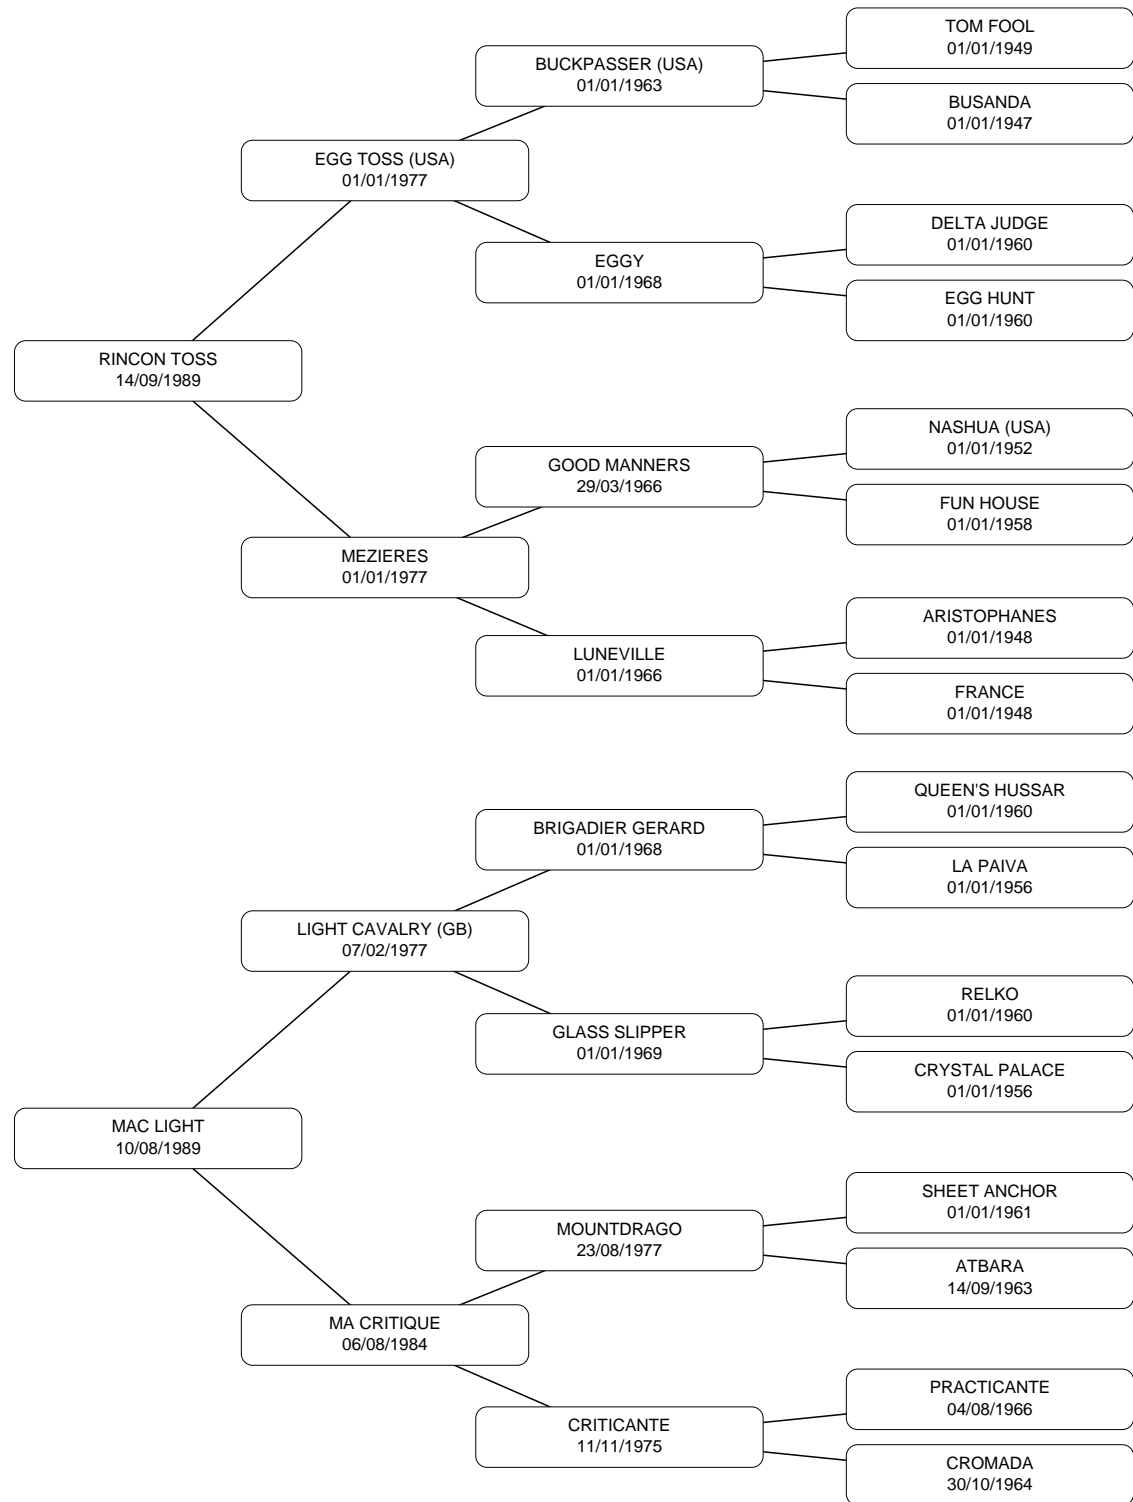 TOM FOOL
01/01/1949
BUCKPASSER (USA)
01/01/1963
BUSANDA
01/01/1947
EGG TOSS (USA)
01/01/1977
DELTA JUDGE
01/01/1960
EGGY
01/01/1968
EGG HUNT
01/01/1960
RINCON TOSS
14/09/1989
NASHUA (USA)
01/01/1952
GOOD MANNERS
29/03/1966
FUN HOUSE
01/01/1958
MEZIERES
01/01/1977
ARISTOPHANES
01/01/1948
LUNEVILLE
01/01/1966
FRANCE
01/01/1948
QUEEN'S HUSSAR
01/01/1960
BRIGADIER GERARD
01/01/1968
LA PAIVA
01/01/1956
LIGHT CAVALRY (GB)
07/02/1977
RELKO
01/01/1960
GLASS SLIPPER
01/01/1969
CRYSTAL PALACE
01/01/1956
MAC LIGHT
10/08/1989
SHEET ANCHOR
01/01/1961
MOUNTDRAGO
23/08/1977
ATBARA
14/09/1963
MA CRITIQUE
06/08/1984
PRACTICANTE
04/08/1966
CRITICANTE
11/11/1975
CROMADA
30/10/1964